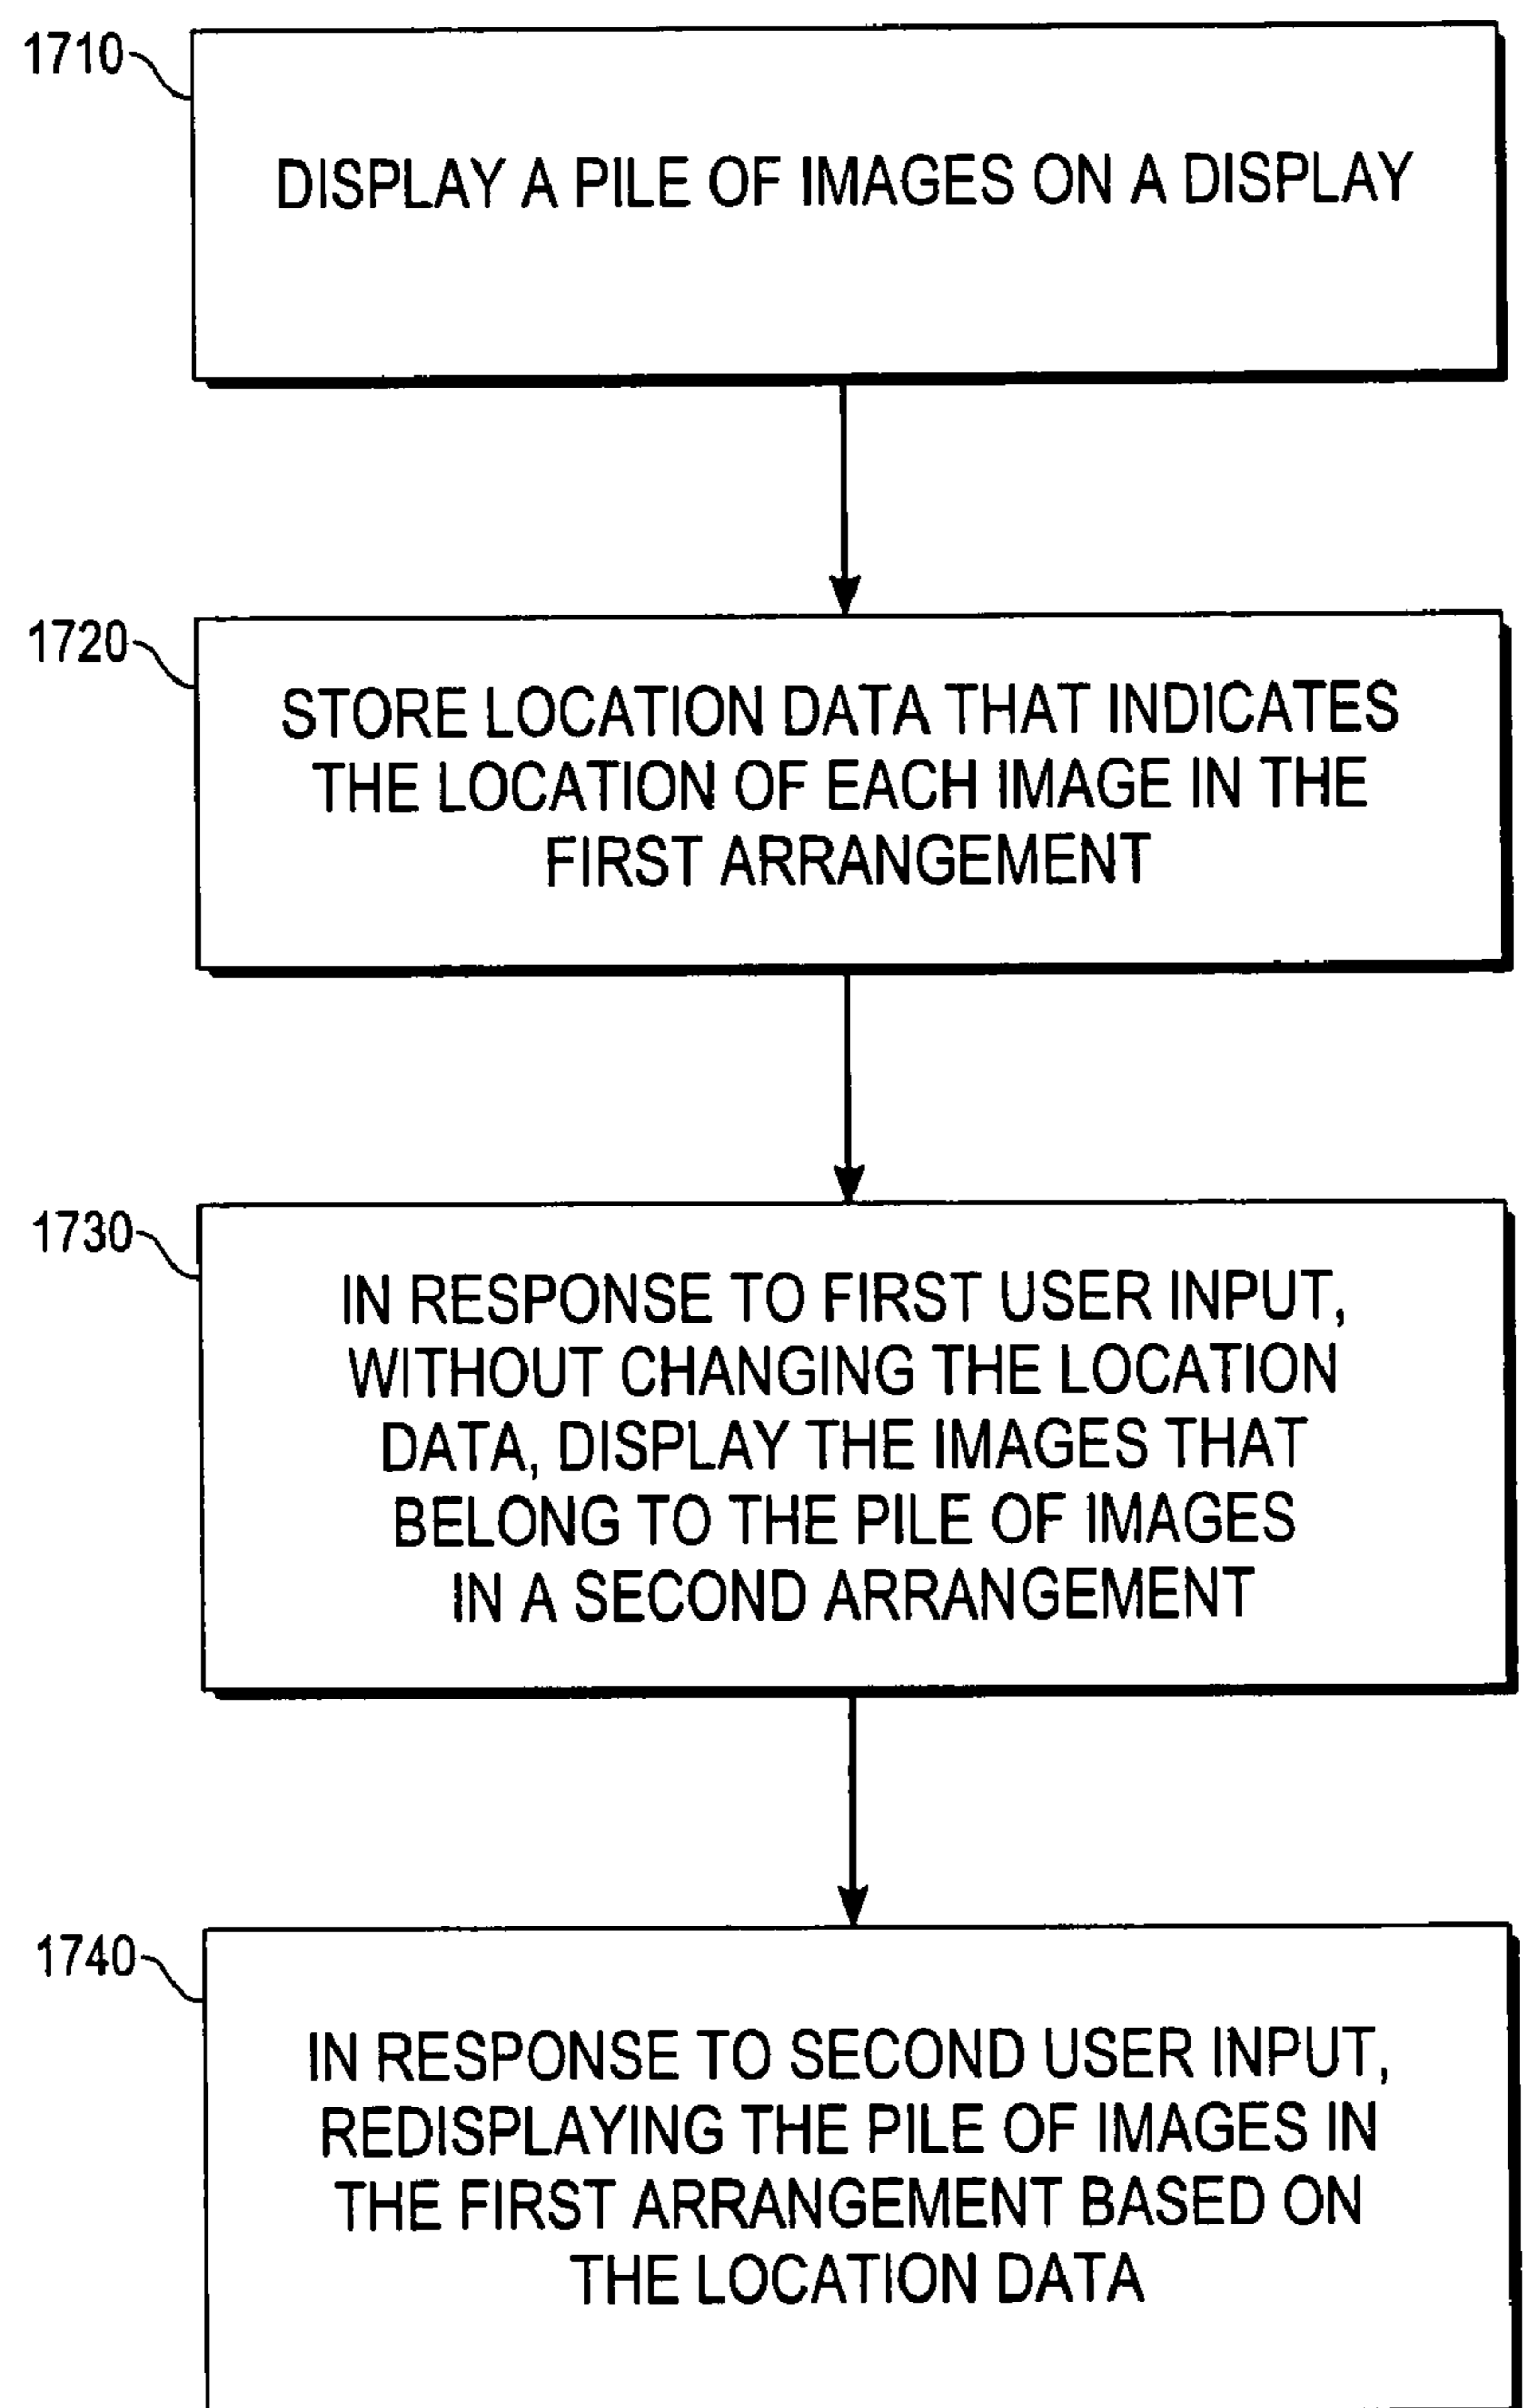 1710
DISPLAY A PILE OF IMAGES ON A DISPLAY
1720
STORE LOCATION DATA THAT INDICATES
THE LOCATION OF EACH IMAGE IN THE
FIRST ARRANGEMENT
1730
IN RESPONSE TO FIRST USER INPUT,
WITHOUT CHANGING THE LOCATION
DATA, DISPLAY THE IMAGES THAT
BELONG TO THE PILE OF IMAGES
IN A SECOND ARRANGEMENT
1740
IN RESPONSE TO SECOND USER INPUT,
REDISPLAYING THE PILE OF IMAGES IN
THE FIRST ARRANGEMENT BASED ON
THE LOCATION DATA